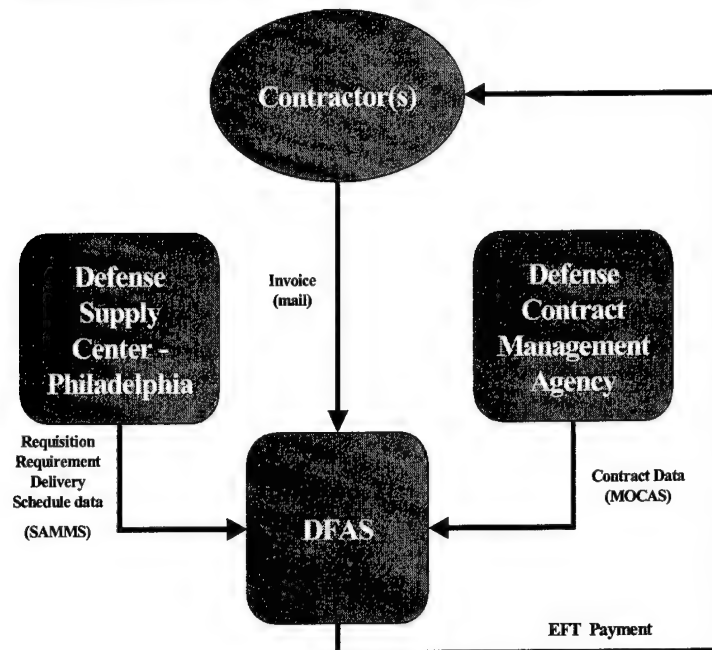 Contractor(s)
Invoice
(mail)
Defense
Supply
Center -
Philadelphia
Defense
Contract
Management
Agency
Requisition
Requirement
Delivery
Schedule data
(SAMMS)
Contract Data
(MOCAS)
DFAS
EFT Payment